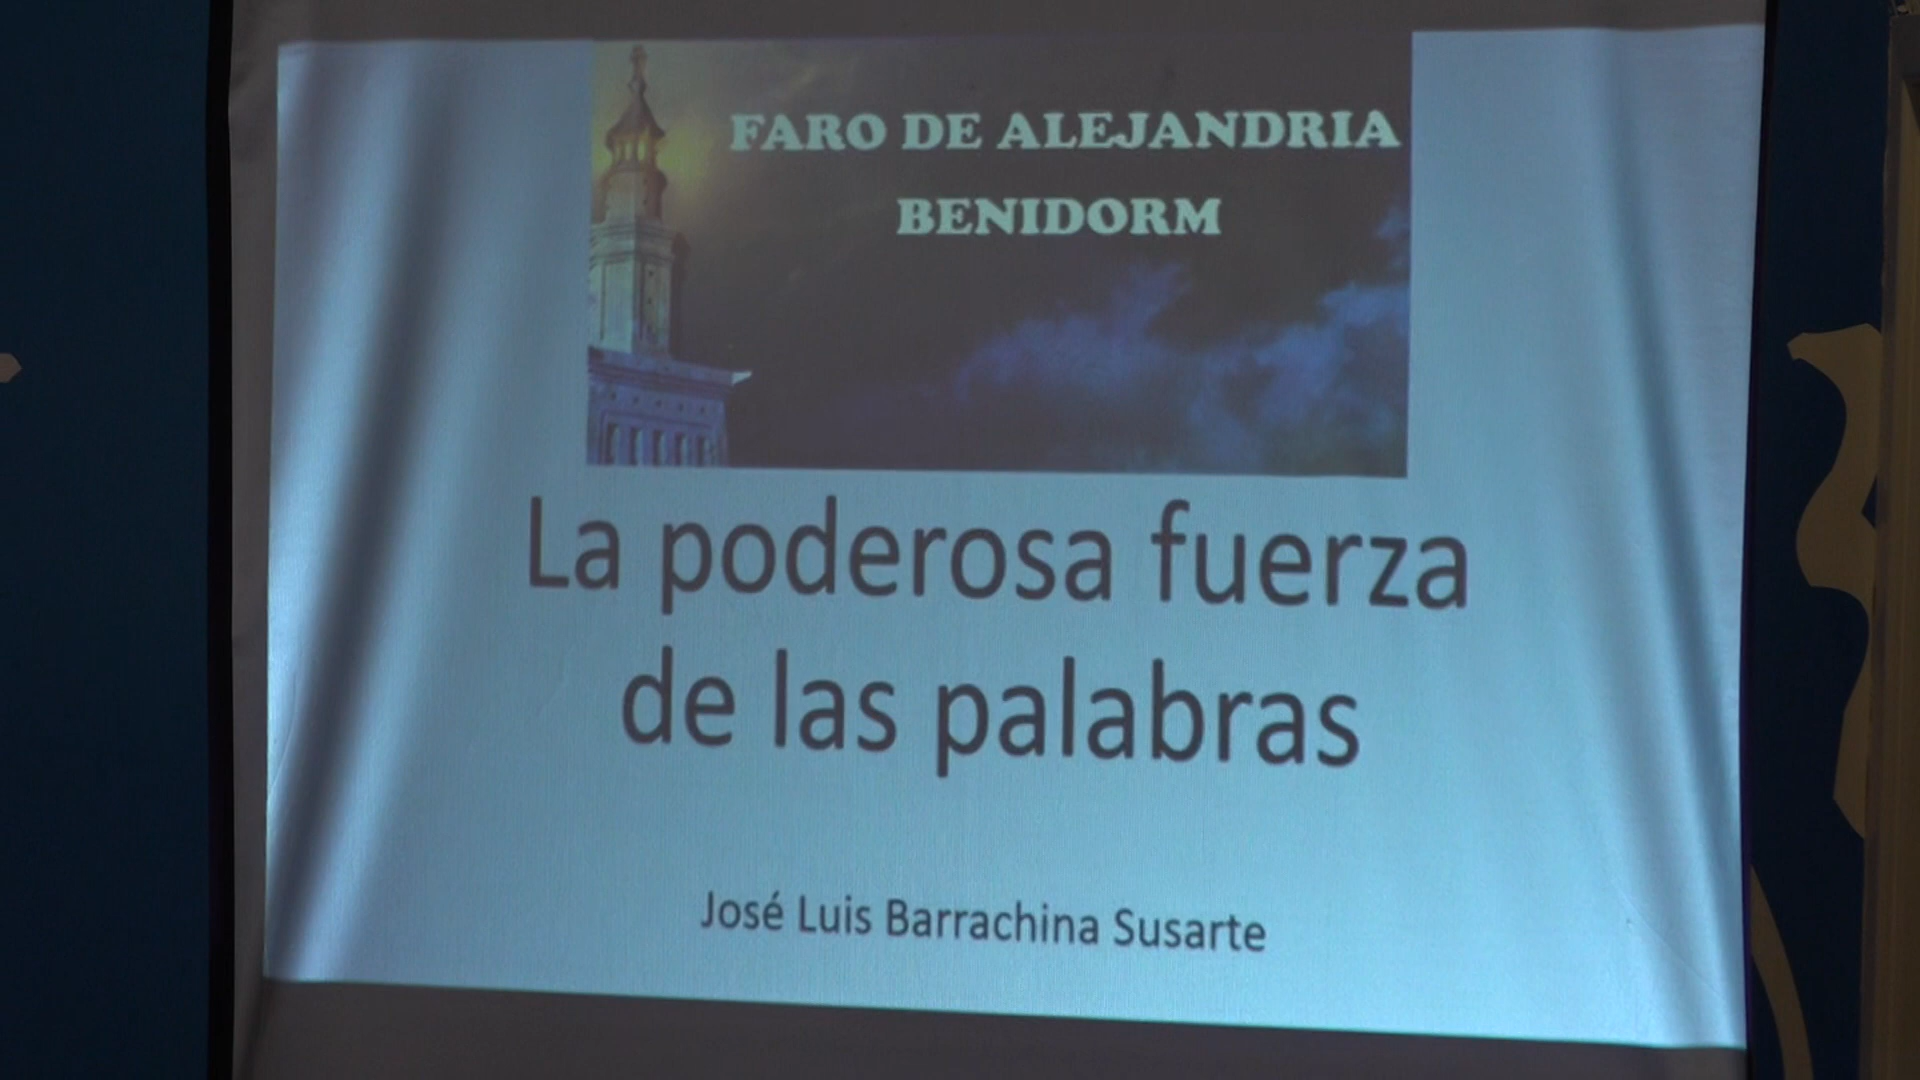 FARO DE ALEJANDRIA
BENIDORM
La poderosa fuerza
de las palabras
José Luis Barrachina Susarte